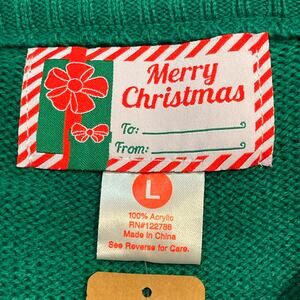 Merry
Christmas
To:
From:
L
100% Acrylic
RN#122788
Made in China
See Reverse for Care.